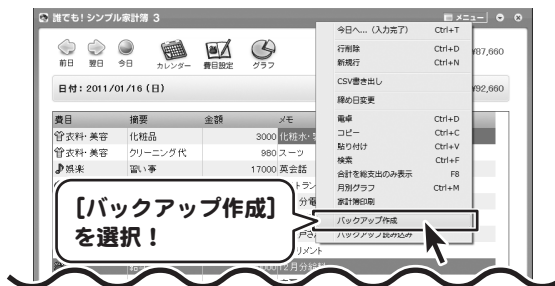 誰でも! シンプル家計簿 3
メニュー
前日 翌日 今日 カレンダー 費目設定 グラフ
¥87,660
日付: 2011/01/16 (日)
¥92,660
費目 摘要 金額 メモ
衣料・美容 化粧品 3000 化粧水・
衣料・美容 クリーニング代 980 スーツ
娯楽 習い事 17000 英会話
今日へ... (入力完了) Ctrl+T
行削除 Ctrl+D
新規行 Ctrl+N
CSV書き出し
締め日変更
電卓 Ctrl+D
コピー Ctrl+C
貼り付け Ctrl+V
検索 Ctrl+F
合計を総支出のみ表示 F8
月別グラフ Ctrl+M
家計簿印刷
バックアップ作成
バックアップ読み込み
[バックアップ作成]
を選択!